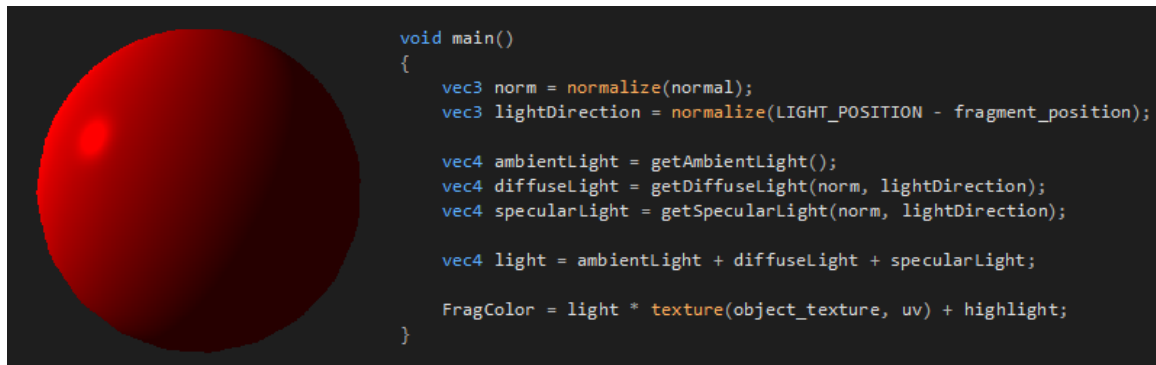 void main()
{
vec3 norm = normalize(normal);
vec3 lightDirection = normalize(LIGHT_POSITION - fragment_position);
vec4 ambientLight = getAmbientLight();
vec4 diffuseLight = getDiffuseLight(norm, lightDirection);
vec4 specularLight = getSpecularLight(norm, lightDirection);
vec4 light = ambientLight + diffuseLight + specularLight;
FragColor = light * texture(object_texture, uv) + highlight;
}